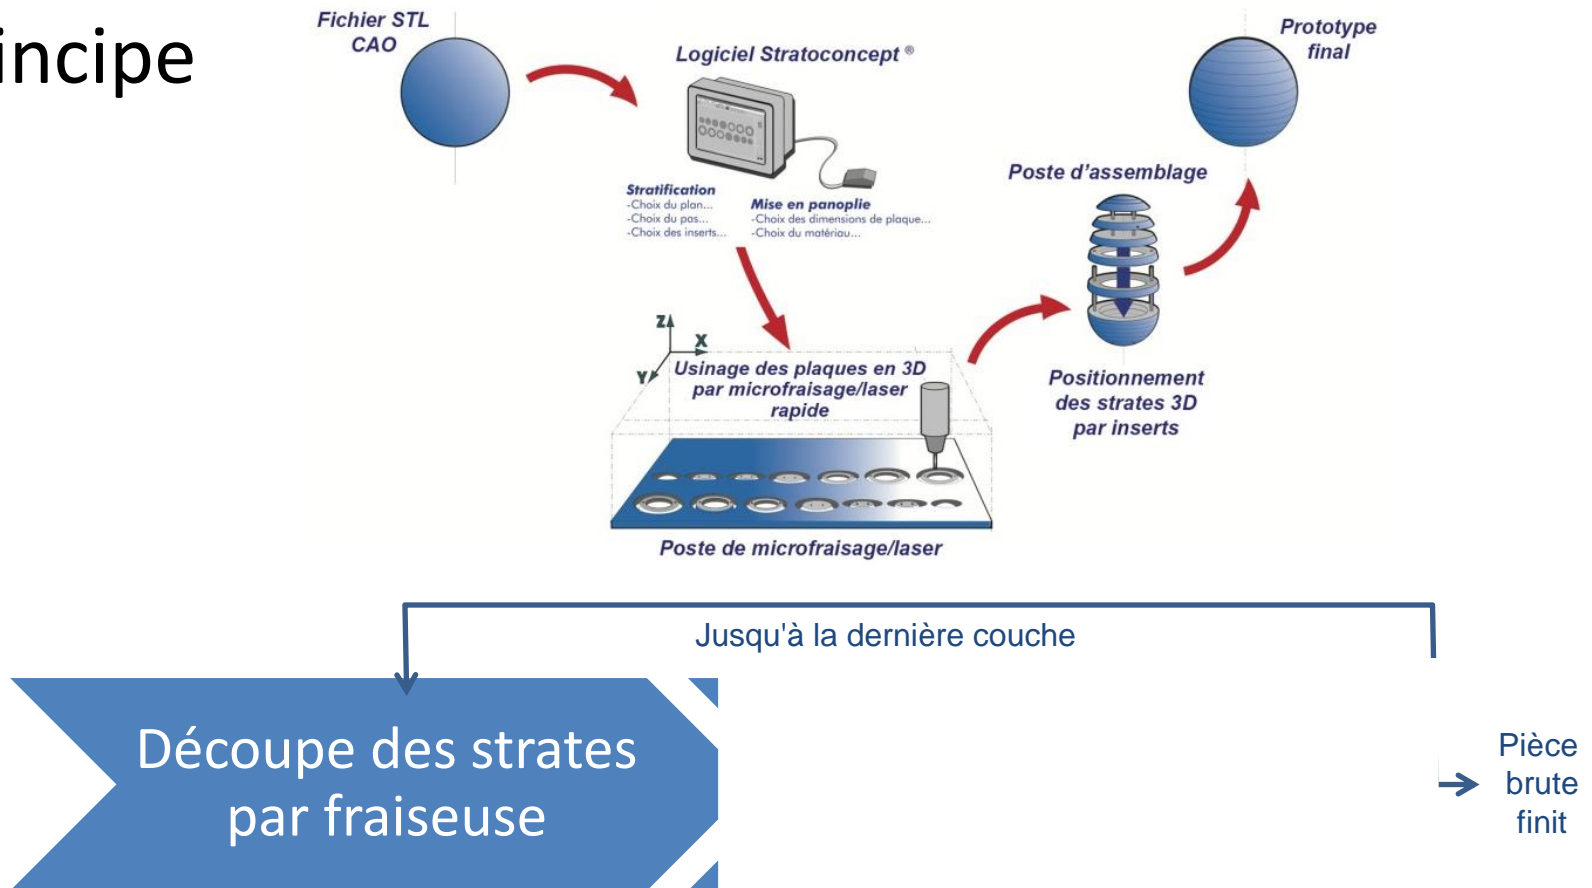 incipe
Fichier STL
CAO
Logiciel Stratoconcept ®
Stratification
-Choix du plan...
-Choix du pas...
-Choix des inserts...
Mise en panoplie
-Choix des dimensions de plaque...
-Choix du matériau...
Z
X
Y
Usinage des plaques en 3D
par microfraisage/laser
rapide
Poste de microfraisage/laser
Poste d'assemblage
Positionnement
des strates 3D
par inserts
Prototype
final
Jusqu'à la dernière couche
Découpe des strates
par fraiseuse
Pièce
brute
finit